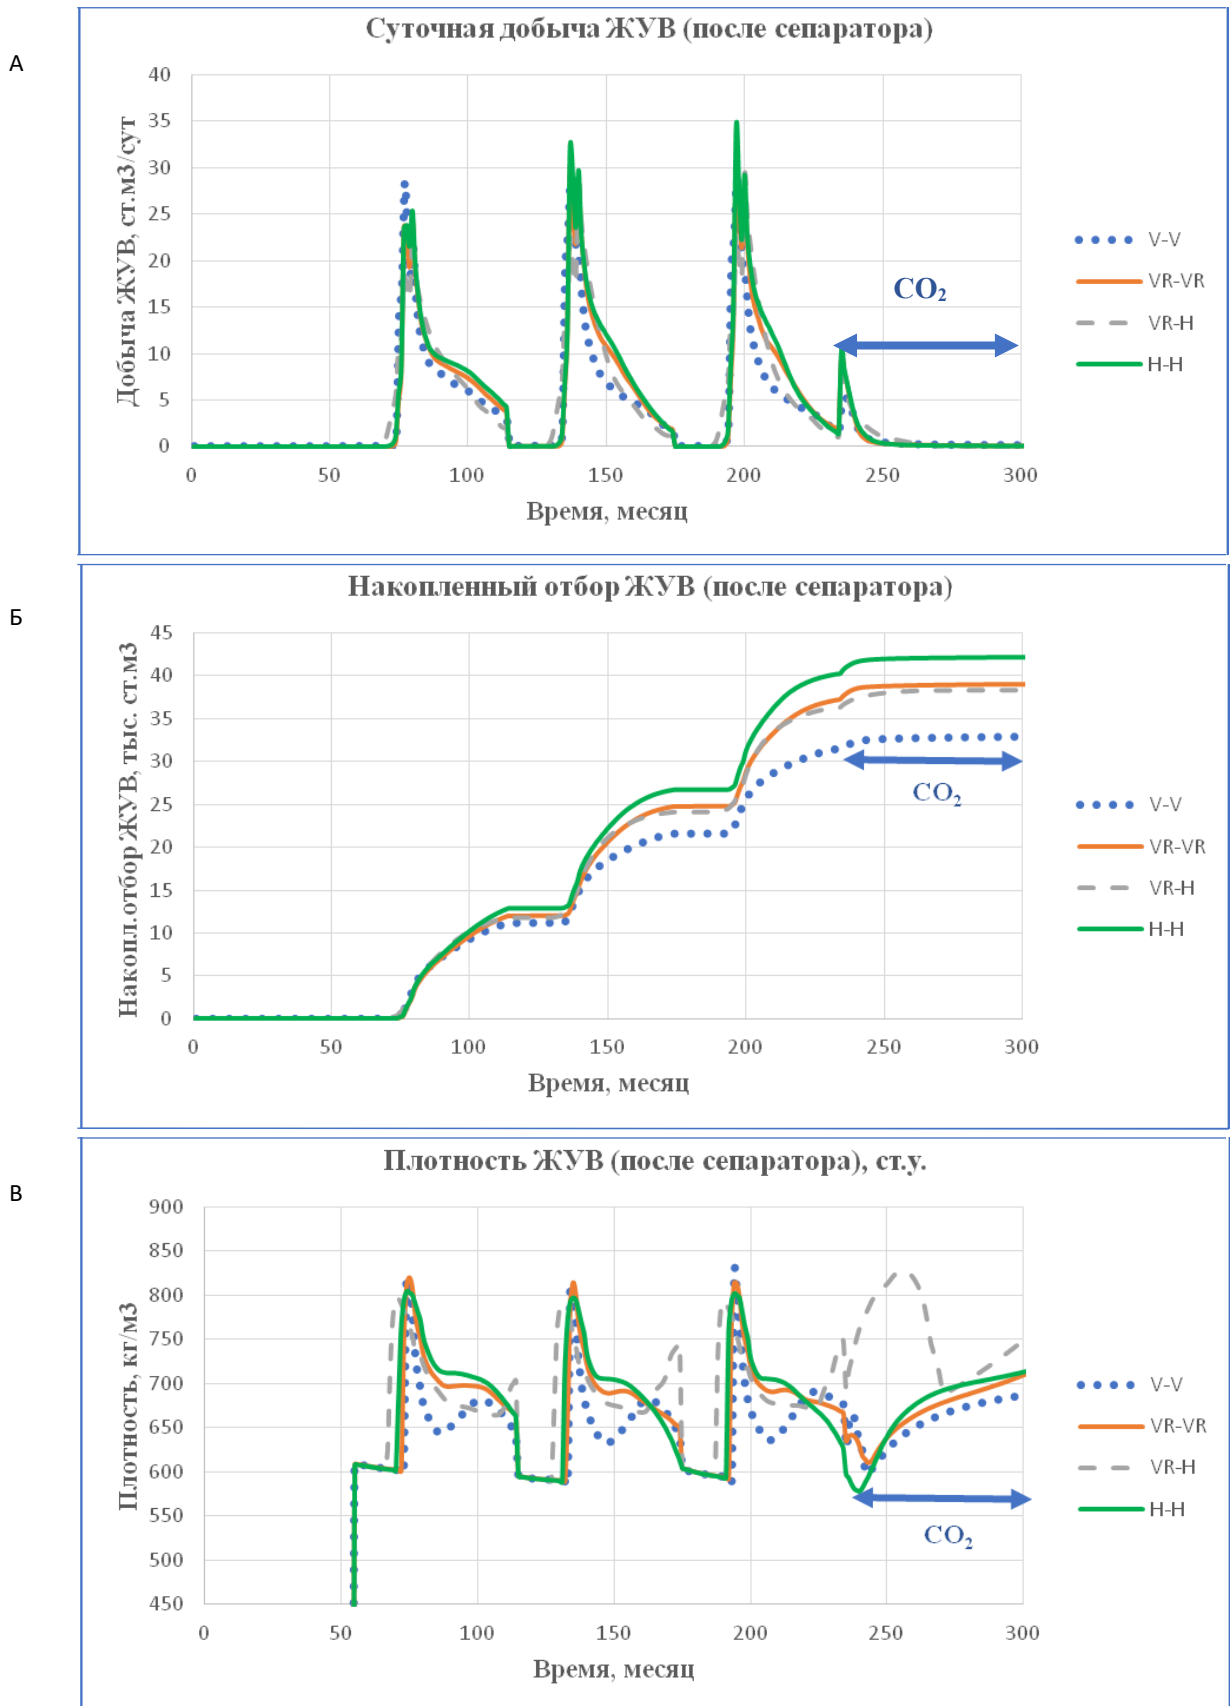 А
Суточная добыча ЖУВ (после сепаратора)
Добыча ЖУВ, ст.м3/сут
40
35
30
25
20
15
10
5
0
0 50 100 150 200 250 300
Время, месяц
CO₂
V-V
VR-VR
VR-H
H-H
Б
Накопленный отбор ЖУВ (после сепаратора)
Накопл.отбор ЖУВ, тыс. ст.м3
45
40
35
30
25
20
15
10
5
0
0 50 100 150 200 250 300
Время, месяц
CO₂
V-V
VR-VR
VR-H
H-H
В
Плотность ЖУВ (после сепаратора), ст.у.
Плотность, кг/м3
900
850
800
750
700
650
600
550
500
450
0 50 100 150 200 250 300
Время, месяц
CO₂
V-V
VR-VR
VR-H
H-H